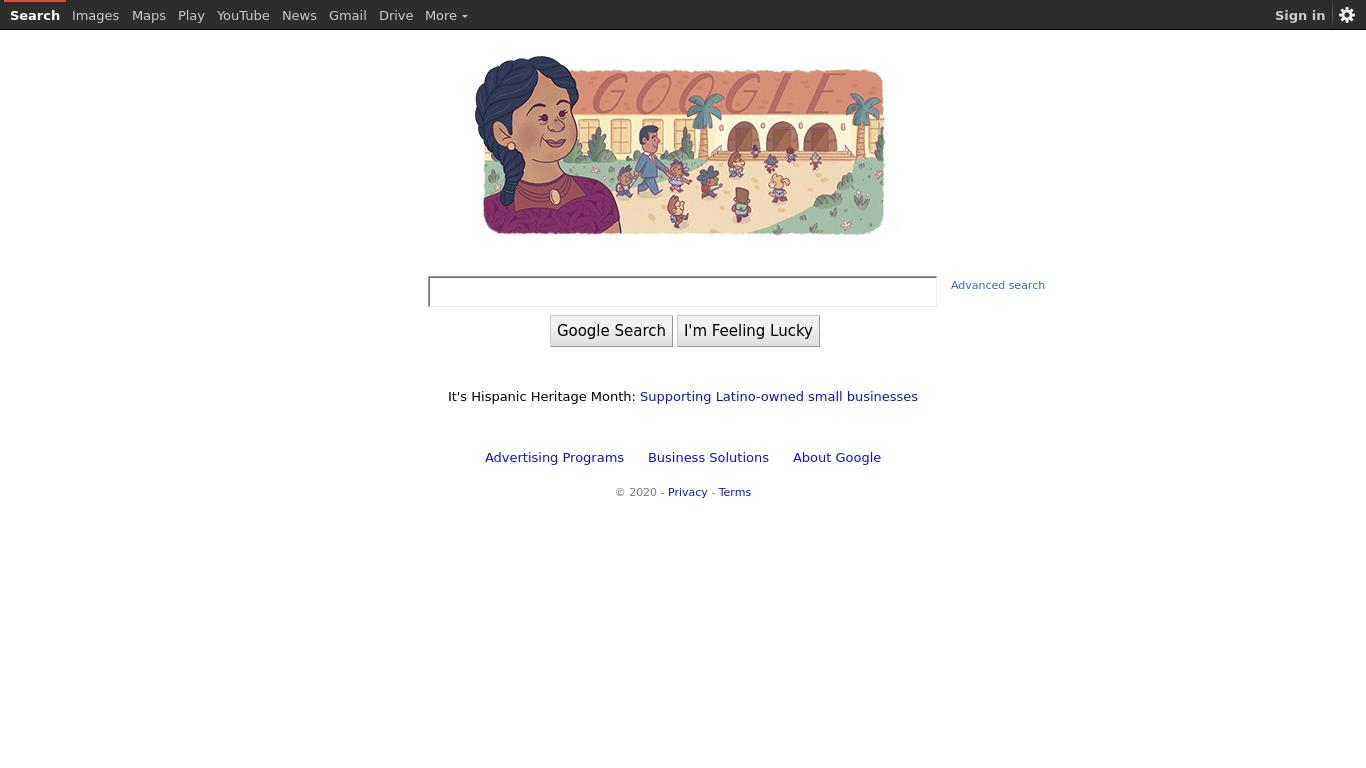 Search Images Maps Play YouTube News Gmail Drive More Sign in
GOOGLE
Advanced search
Google Search I'm Feeling Lucky
It's Hispanic Heritage Month: Supporting Latino-owned small businesses
Advertising Programs Business Solutions About Google
© 2020 - Privacy - Terms